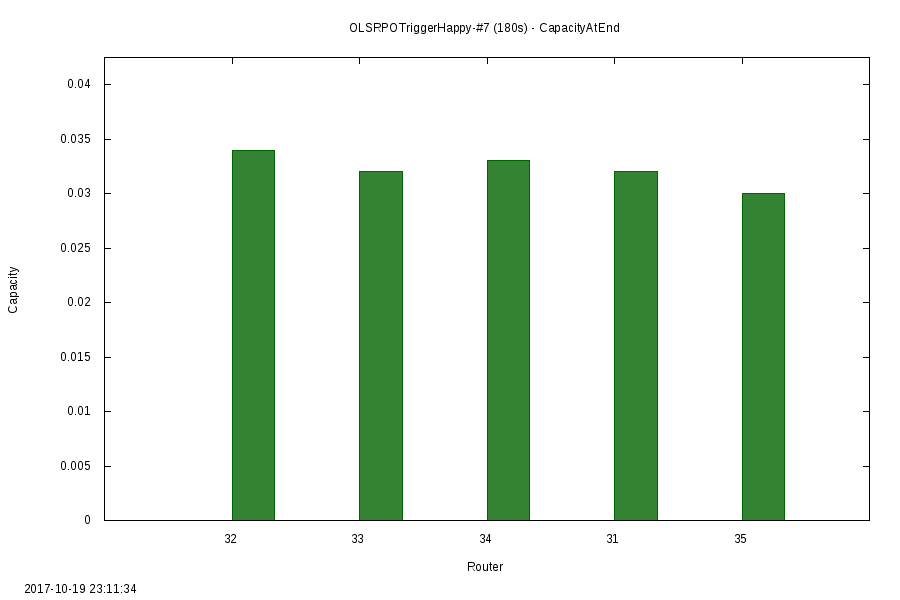 OLSRPOTriggerHappy-#7 (180s) - CapacityAtEnd
0.04
0.035
0.03
0.025
0.02
0.015
0.01
0.005
0
Capacity
32 33 34 31 35
Router
2017-10-19 23:11:34